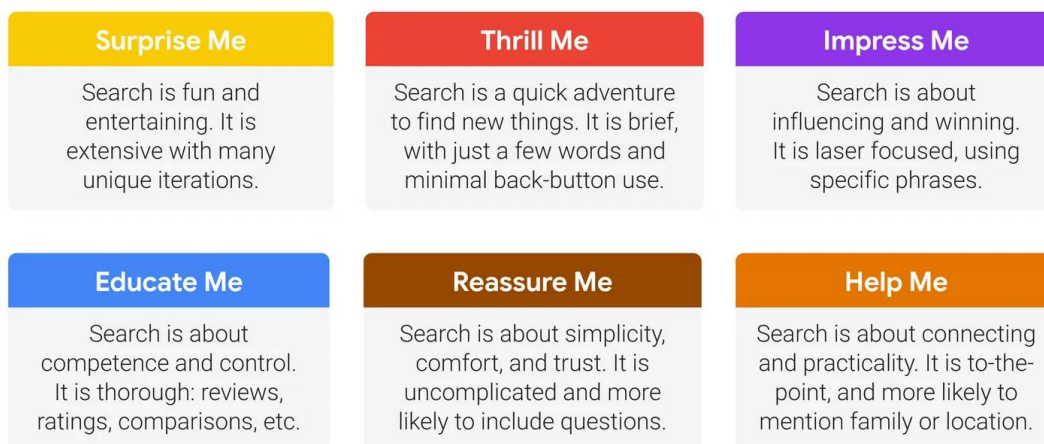 Surprise Me
Search is fun and
entertaining. It is
extensive with many
unique iterations.
Thrill Me
Search is a quick adventure
to find new things. It is brief,
with just a few words and
minimal back-button use.
Impress Me
Search is about
influencing and winning.
It is laser focused, using
specific phrases.
Educate Me
Search is about
competence and control.
It is thorough: reviews,
ratings, comparisons, etc.
Reassure Me
Search is about simplicity,
comfort, and trust. It is
uncomplicated and more
likely to include questions.
Help Me
Search is about connecting
and practicality. It is to-the-
point, and more likely to
mention family or location.